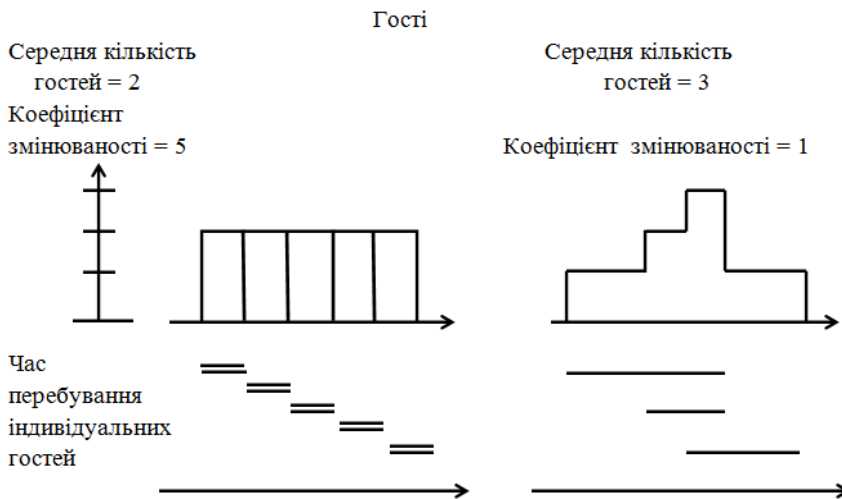 Гості
Середня кількість
гостей = 2
Коефіцієнт
змінюваності = 5
Середня кількість
гостей = 3
Коефіцієнт змінюваності = 1
Час
перебування
індивідуальних
гостей